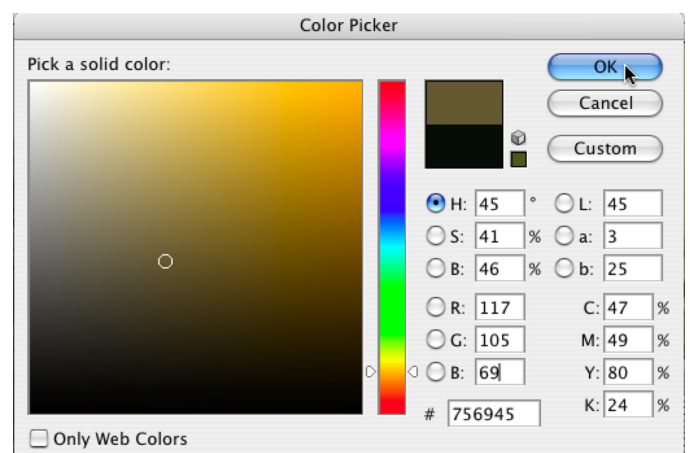 Color Picker
Pick a solid color:
OK
Cancel
Custom
H: 45 ° L: 45
S: 41 % a: 3
B: 46 % b: 25
R: 117 C: 47 %
G: 105 M: 49 %
B: 69 Y: 80 %
# 756945 K: 24 %
Only Web Colors